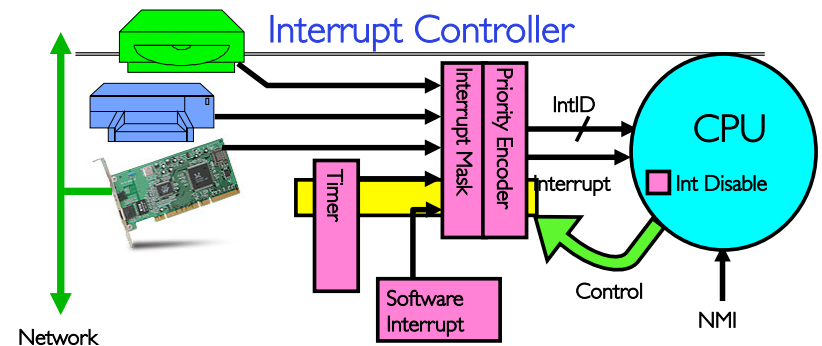 Interrupt Controller
Interrupt Mask
Priority Encoder
IntID
CPU
Interrupt
Int Disable
Timer
Software
Interrupt
Control
NMI
Network